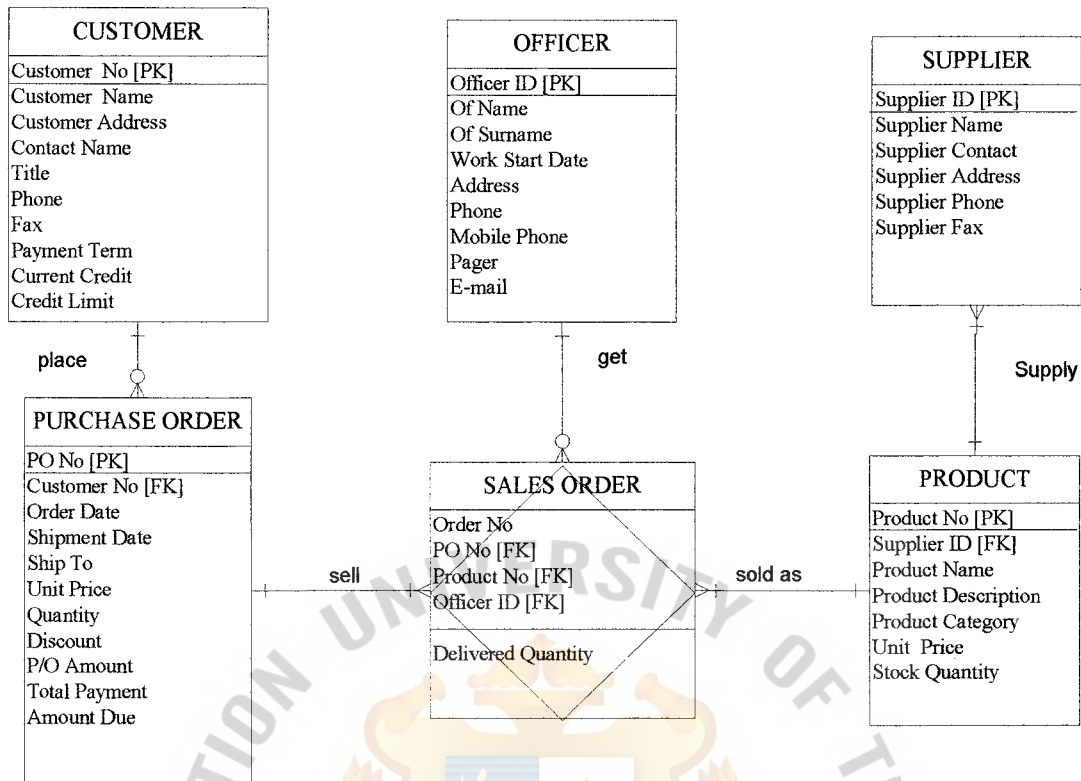 CUSTOMER
Customer No [PK]
Customer Name
Customer Address
Contact Name
Title
Phone
Fax
Payment Term
Current Credit
Credit Limit
OFFICER
Officer ID [PK]
Of Name
Of Surname
Work Start Date
Address
Phone
Mobile Phone
Pager
E-mail
SUPPLIER
Supplier ID [PK]
Supplier Name
Supplier Contact
Supplier Address
Supplier Phone
Supplier Fax
place
get
Supply
PURCHASE ORDER
PO No [PK]
Customer No [FK]
Order Date
Shipment Date
Ship To
Unit Price
Quantity
Discount
P/O Amount
Total Payment
Amount Due
sell
SALES ORDER
Order No
PO No [FK]
Product No [FK]
Officer ID [FK]
Delivered Quantity
sold as
PRODUCT
Product No [PK]
Supplier ID [FK]
Product Name
Product Description
Product Category
Unit Price
Stock Quantity
UNIVERSITY OF